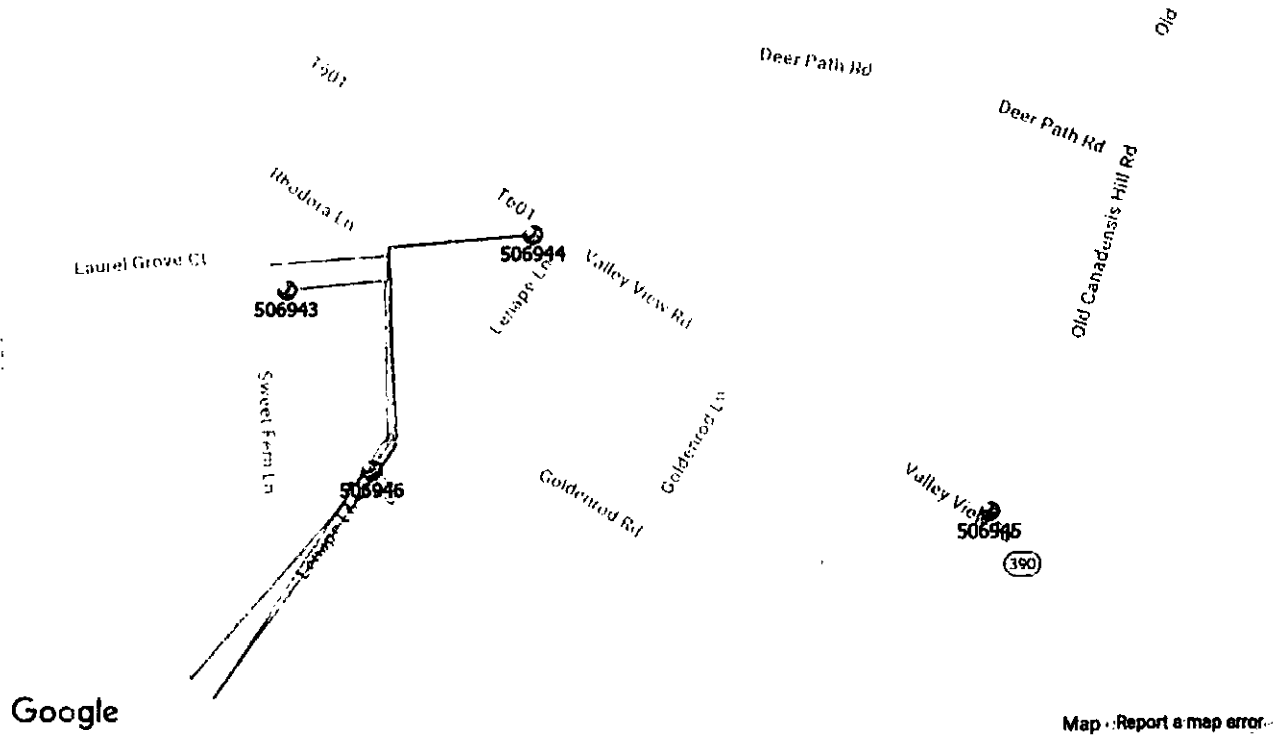 Old
Deer Path Rd
T601
Deer Path Rd
Old Canadensis Hill Rd
Rhodora Ln
T601
506944
Laurel Grove Ct
Valley View Rd
506943
Lenape Ln
Sweet Fern Ln
Goldenrod Ln
506946
Goldenrod Rd
Valley View
506945
390
Google
Map
Report a map error